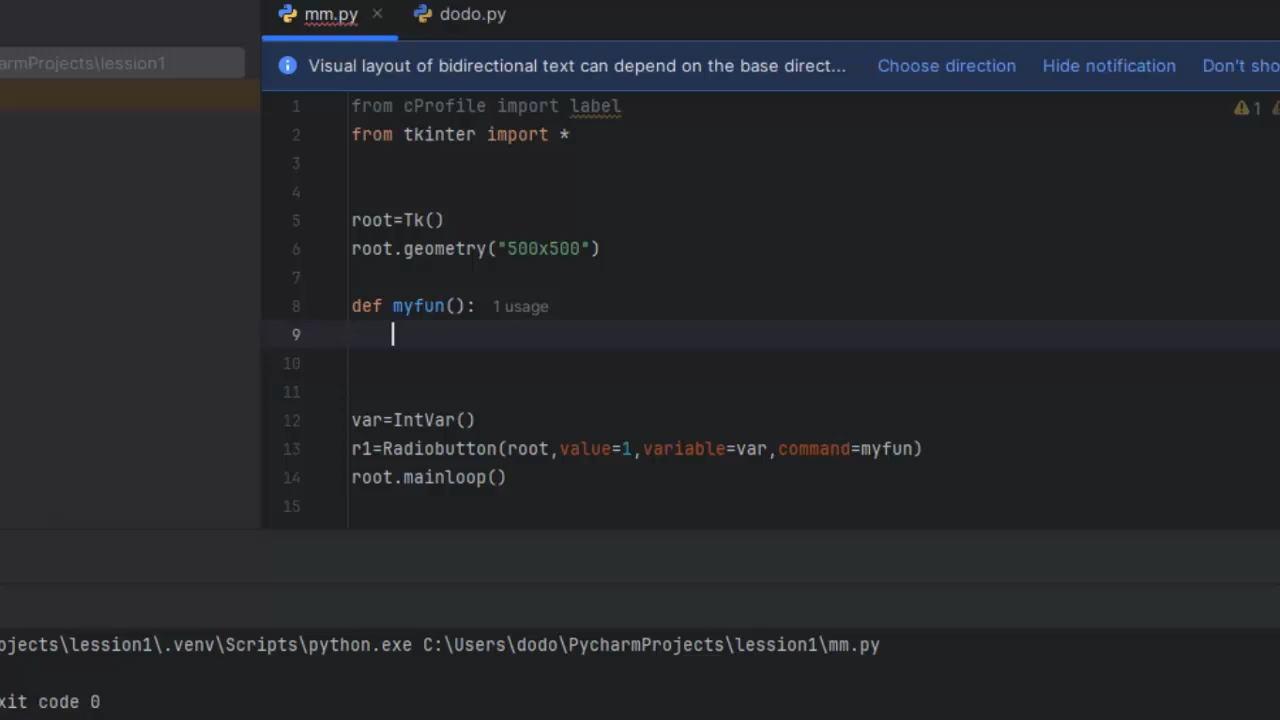 mm.py
dodo.py
armProjects\lession1
Visual layout of bidirectional text can depend on the base direct...
Choose direction
Hide notification
Don't sho
1 from cProfile import label
1
2 from tkinter import *
3
4
5 root=Tk()
6 root.geometry("500x500")
7
8 def myfun(): 1 usage
9
10
11
12 var=IntVar()
13 r1=Radiobutton(root,value=1,variable=var,command=myfun)
14 root.mainloop()
15
ojects\lession1\.venv\Scripts\python.exe C:\Users\dodo\PycharmProjects\lession1\mm.py
xit code 0